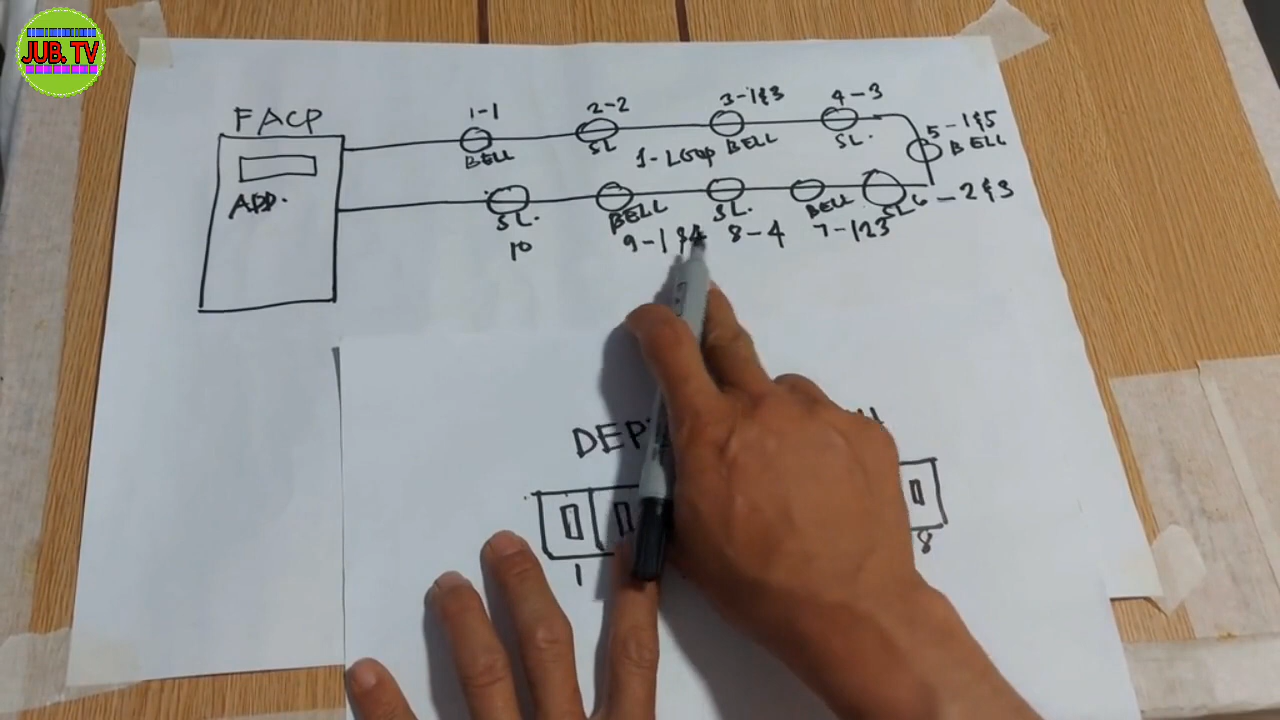 JUB.TV
FACP
ADD.
1-1
BELL
2-2
SL
1-LOOP
3-1&3
BELL
4-3
SL.
5-1&5
BELL
SL 6-2&3
BELL
7-123
SL.
8-4
BELL
9-1&4
SL.
10
DEP
1
8